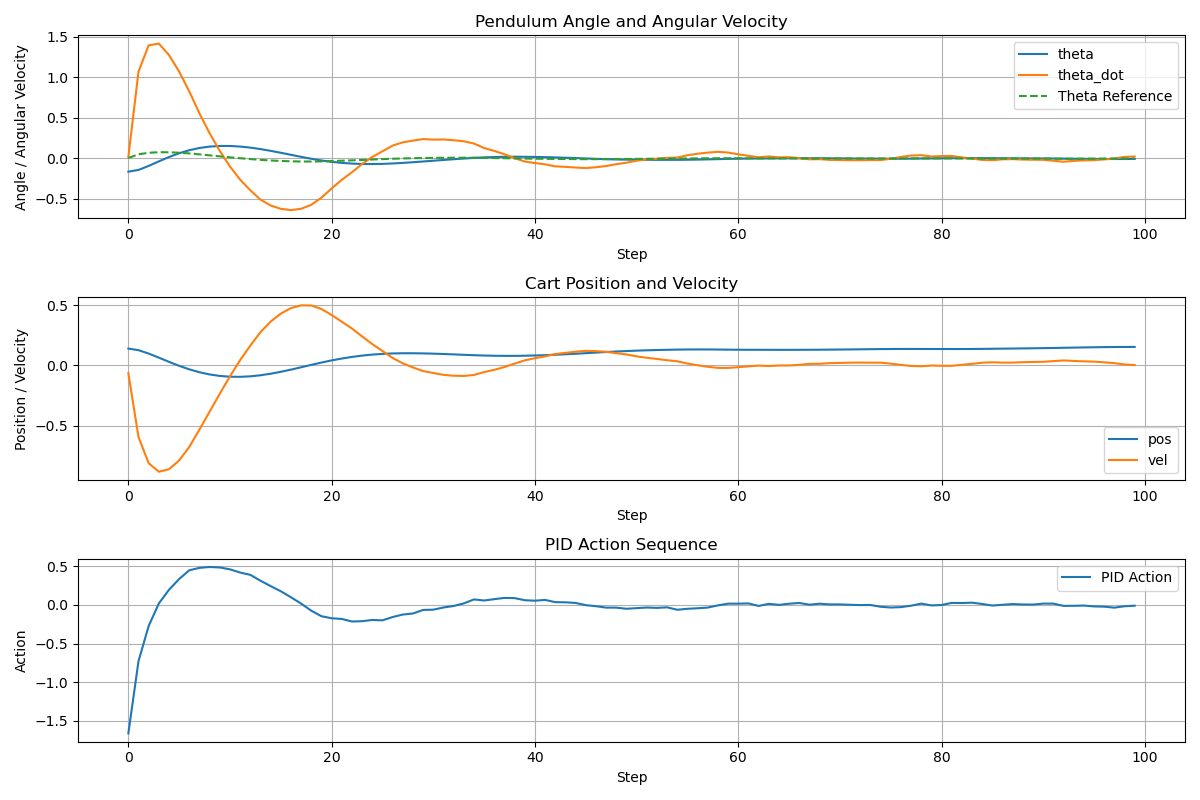 Pendulum Angle and Angular Velocity
Angle / Angular Velocity
1.5
1.0
0.5
0.0
−0.5
theta
theta_dot
Theta Reference
0 20 40 60 80 100
Step
Cart Position and Velocity
Position / Velocity
0.5
0.0
−0.5
pos
vel
0 20 40 60 80 100
Step
PID Action Sequence
Action
0.5
0.0
−0.5
−1.0
−1.5
PID Action
0 20 40 60 80 100
Step